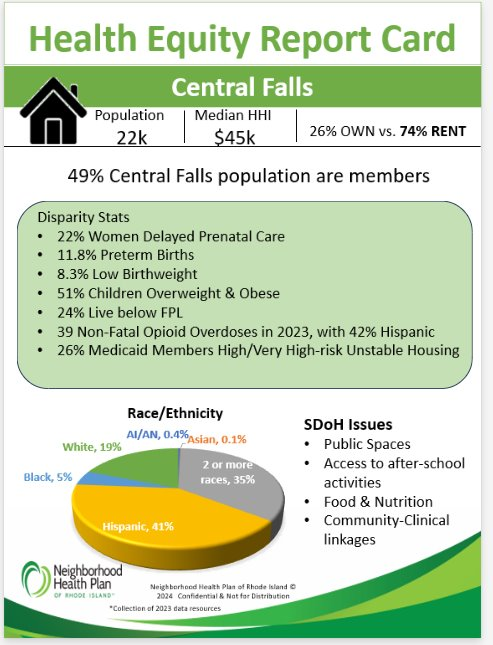 Health Equity Report Card
Central Falls
Population
22k
Median HHI
$45k
26% OWN vs. 74% RENT
49% Central Falls population are members
Disparity Stats
• 22% Women Delayed Prenatal Care
• 11.8% Preterm Births
• 8.3% Low Birthweight
• 51% Children Overweight & Obese
• 24% Live below FPL
• 39 Non-Fatal Opioid Overdoses in 2023, with 42% Hispanic
• 26% Medicaid Members High/Very High-risk Unstable Housing
Race/Ethnicity
AI/AN, 0.4%
Asian, 0.1%
White, 19%
2 or more
races, 35%
Black, 5%
Hispanic, 41%
SDoH Issues
• Public Spaces
• Access to after-school
activities
• Food & Nutrition
• Community-Clinical
linkages
Neighborhood
Health Plan
OF RHODE ISLAND™
Neighborhood Health Plan of Rhode Island ©
2024 Confidential & Not for Distribution
*Collection of 2023 data resources